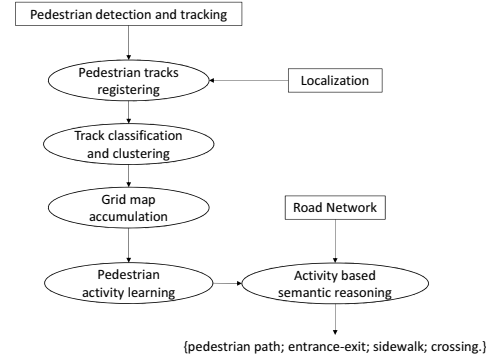 Pedestrian detection and tracking
Pedestrian tracks
registering
Localization
Track classification
and clustering
Grid map
accumulation
Road Network
Pedestrian
activity learning
Activity based
semantic reasoning
{pedestrian path; entrance-exit; sidewalk; crossing.}